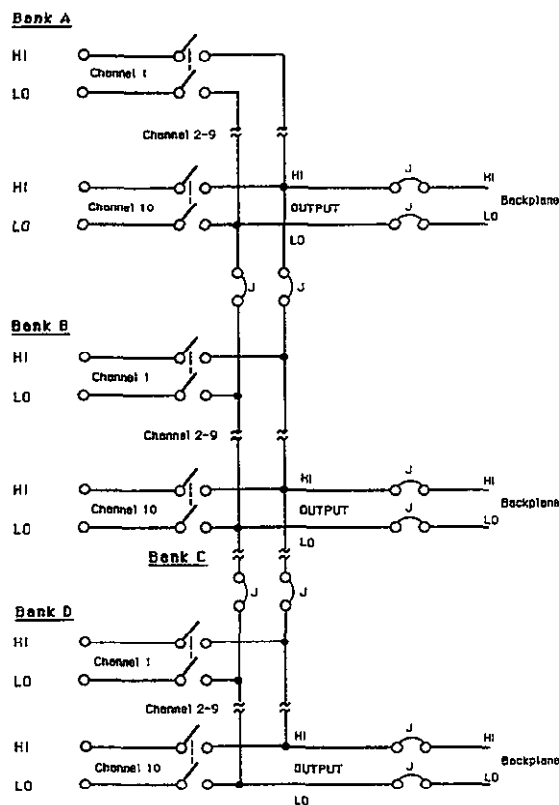 Bank A
HI
Channel 1
LO
Channel 2-9
HI HI J HI
Channel 10 OUTPUT Backplane
LO LO J LO
J J
Bank B
HI
Channel 1
LO
Channel 2-9
HI HI J HI
Channel 10 OUTPUT Backplane
LO LO J LO
Bank C
J J
Bank D
HI
Channel 1
LO
Channel 2-9
HI HI J HI
Channel 10 OUTPUT Backplane
LO LO J LO